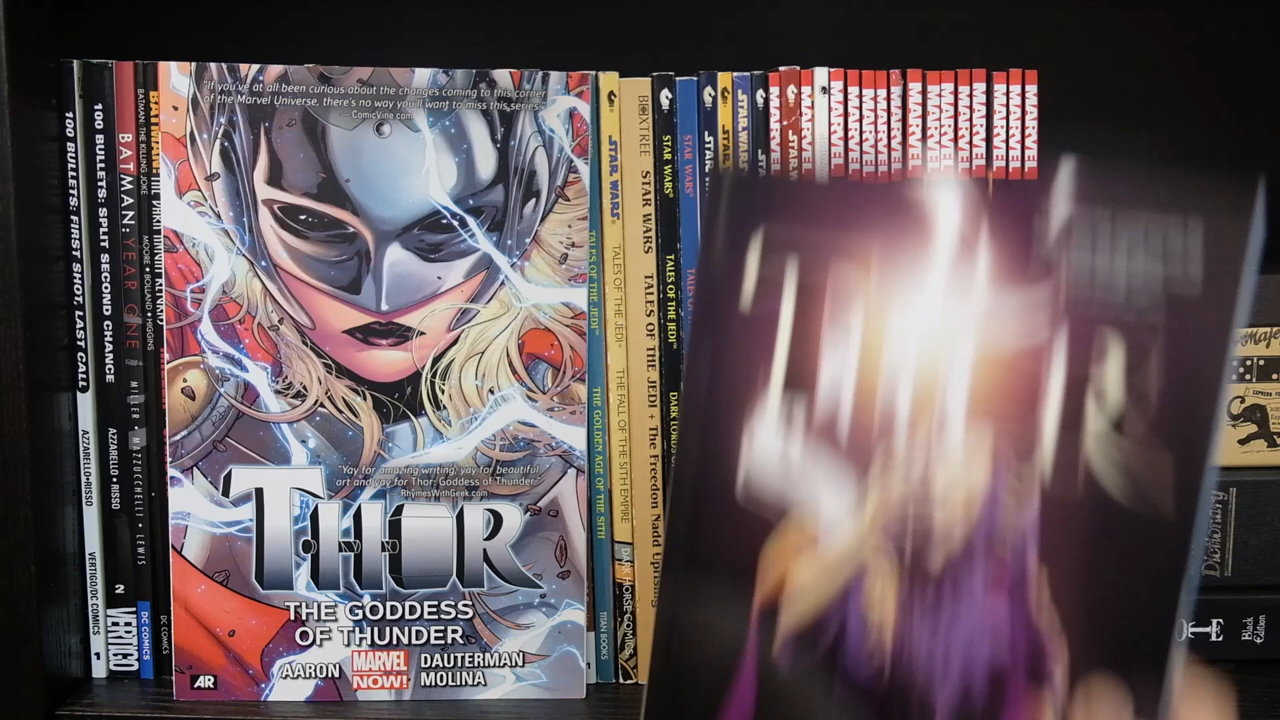 100 BULLETS: FIRST SHOT, LAST CALL
AZZARELLO•RISSO
VERTIGO/DC COMICS
1
100 BULLETS: SPLIT SECOND CHANCE
AZZARELLO • RISSO
2
VERTIGO
BATMAN: YEAR ONE
MILLER • MAZZUCCHELLI • LEWIS
DC COMICS
BATMAN: THE KILLING JOKE
MOORE • BOLLAND • HIGGINS
DC COMICS
"If you've at all been curious about the changes coming to this corner
of the Marvel Universe, there's no way you'll want to miss this series."
— ComicVine.com
"Yay for amazing writing, yay for beautiful
art and yay for Thor: Goddess of Thunder."
— RhymesWithGeek.com
THOR
THE GODDESS
OF THUNDER
AARON
MARVEL
NOW!
DAUTERMAN
MOLINA
AR
TALES OF THE JEDI™
THE GOLDEN AGE OF THE SITH
TITAN BOOKS
STAR WARS®
TALES OF THE JEDI™
THE FALL OF THE SITH EMPIRE
DARK HORSE COMICS
BOXTREE
STAR WARS
TALES OF THE JEDI • The Freedon Nadd Uprising
STAR WARS®
TALES OF THE JEDI
DARK LORDS
STAR WARS
TALES OF
STAR WARS
STAR WARS
STAR WARS
MARVEL
MARVEL
MARVEL
MARVEL
MARVEL
MARVEL
MARVEL
MARVEL
MARVEL
MARVEL
MARVEL
MARVEL
MARVEL
Dictionary
Black
Edition